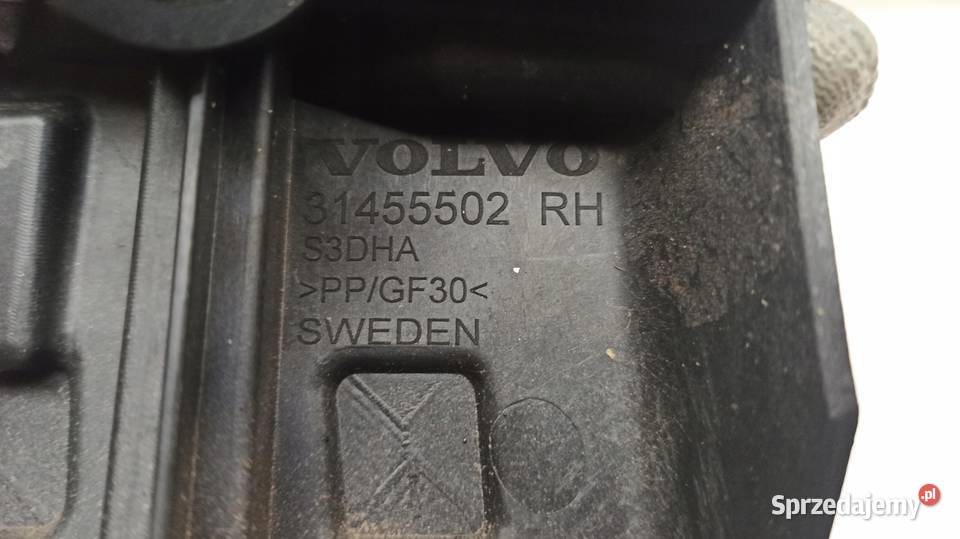 VOLVO
31455502 RH
S3DHA
>PP/GF30<
SWEDEN
Sprzedajemy.pl